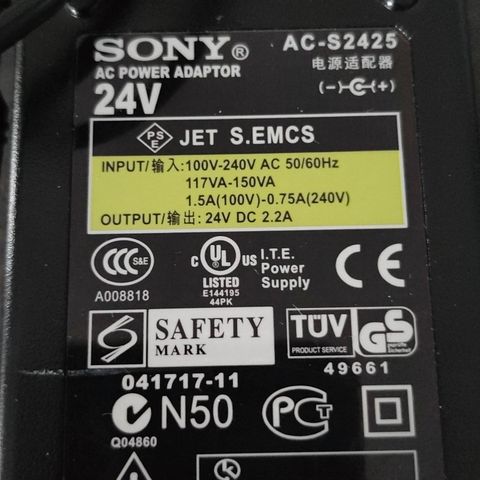 SONY® AC-S2425
AC POWER ADAPTOR 电源适配器
24V (-) (+)
PSE JET S.EMCS
INPUT/输入:100V-240V AC 50/60Hz
117VA-150VA
1.5A(100V)-0.75A(240V)
OUTPUT/输出: 24V DC 2.2A
CCC S&E
A008818
C UL US
LISTED
E144195
44PK
I.T.E.
Power
Supply
CE
S SAFETY
MARK
TÜV
PRODUCT SERVICE
GS
geprüfte
Sicherheit
49661
041717-11
N50
Q04860